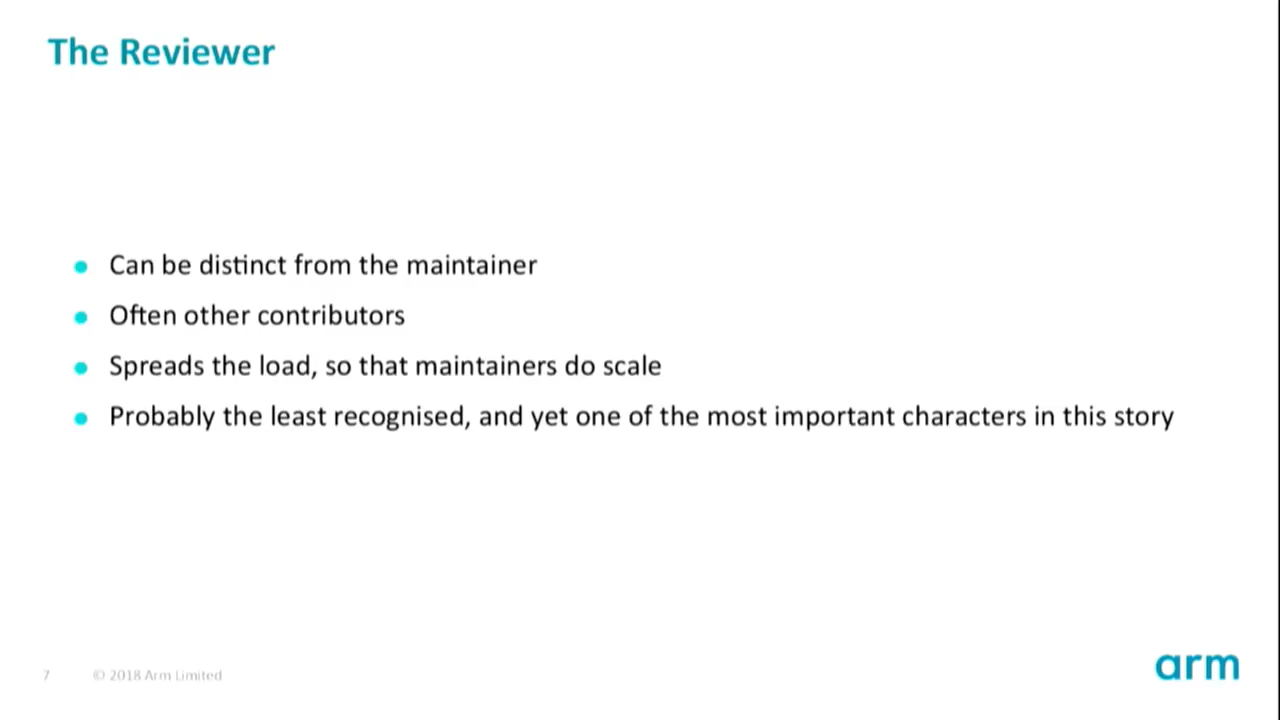 The Reviewer
Can be distinct from the maintainer
Often other contributors
Spreads the load, so that maintainers do scale
Probably the least recognised, and yet one of the most important characters in this story
7 © 2018 Arm Limited
arm